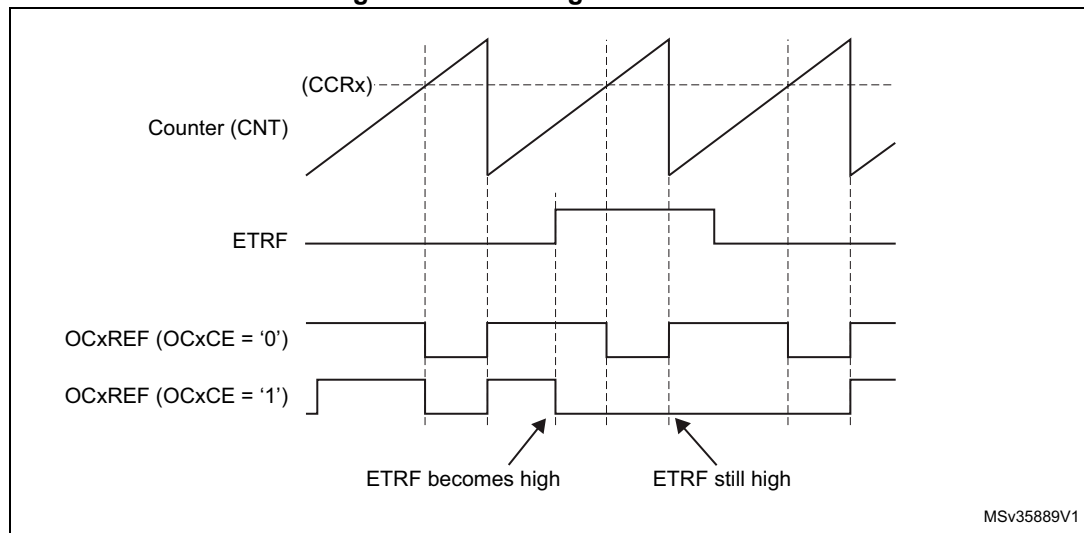 (CCRx)
Counter (CNT)
ETRF
OCxREF (OCxCE = ‘0’)
OCxREF (OCxCE = ‘1’)
ETRF becomes high
ETRF still high
MSv35889V1